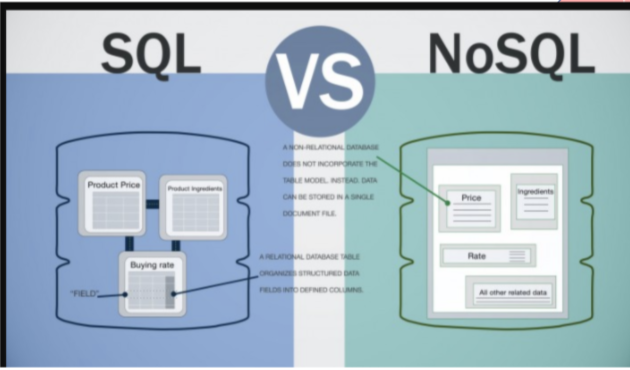 SQL
VS
NoSQL
A NON-RELATIONAL DATABASE
DOES NOT INCORPORATE THE
TABLE MODEL, INSTEAD, DATA
CAN BE STORED IN A SINGLE
DOCUMENT FILE.
Product Price
Product Ingredients
Buying rate
"FIELD"
A RELATIONAL DATABASE TABLE
ORGANIZES STRUCTURED DATA
FIELDS INTO DEFINED COLUMNS.
Price
Ingredients
Rate
All other related data